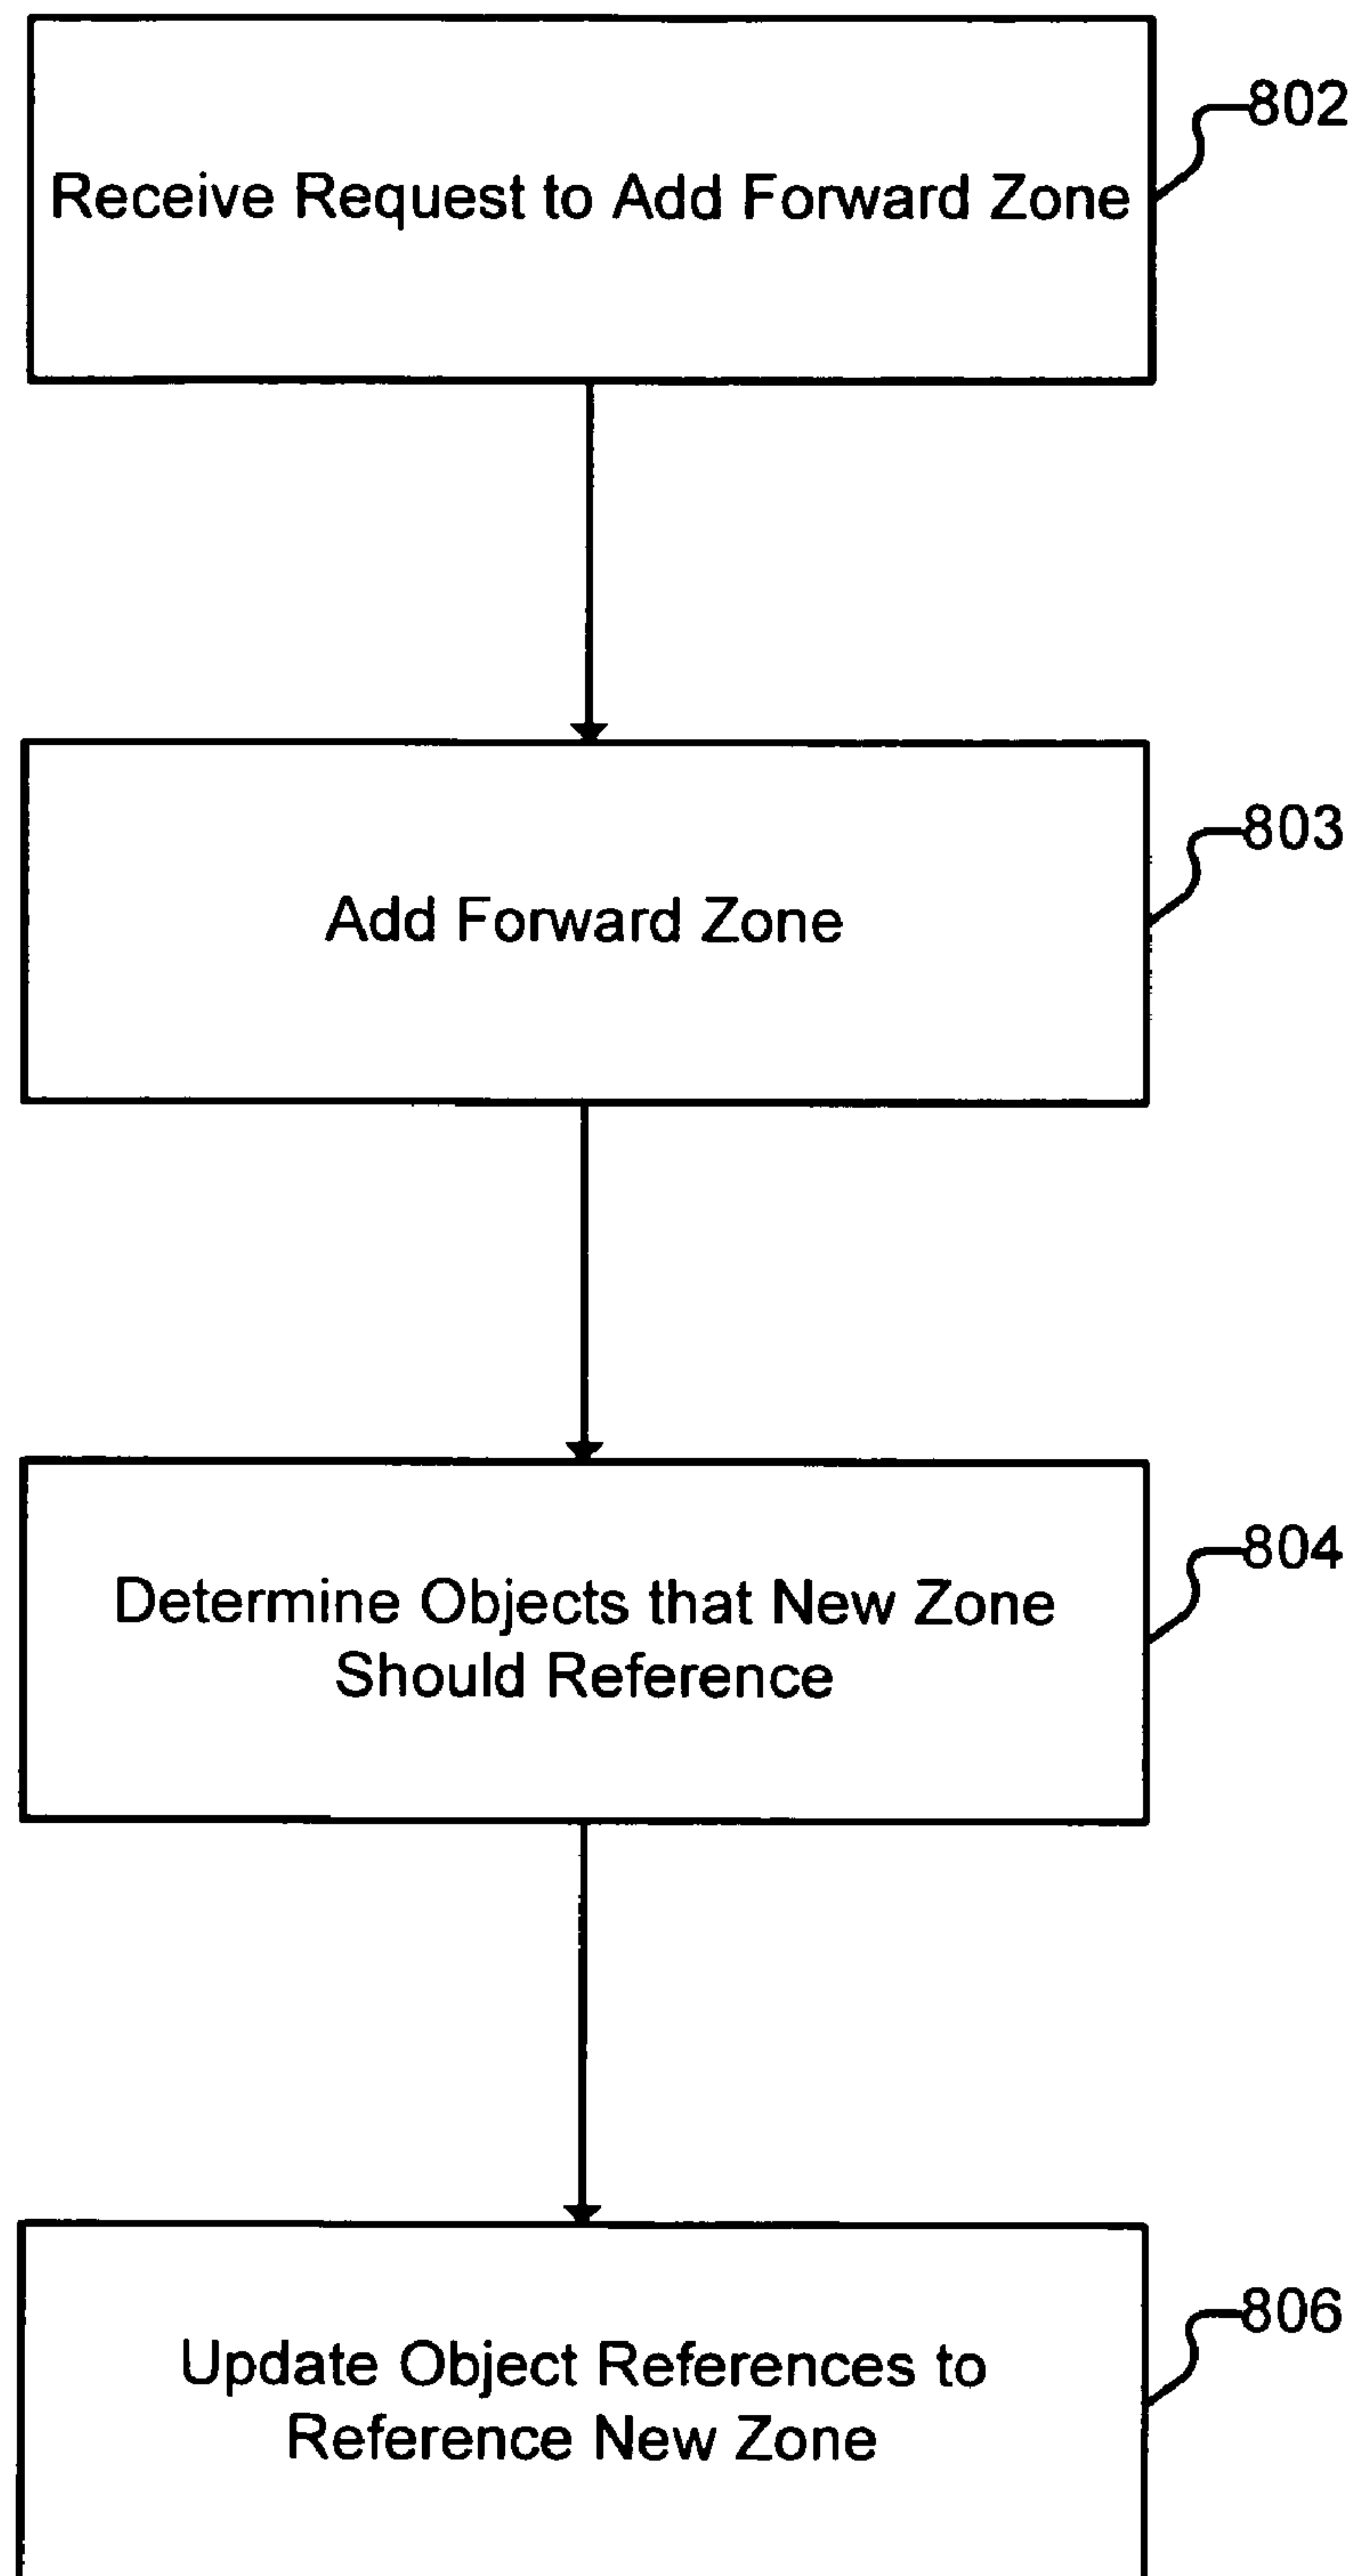 Receive Request to Add Forward Zone
802
Add Forward Zone
803
Determine Objects that New Zone
Should Reference
804
Update Object References to
Reference New Zone
806